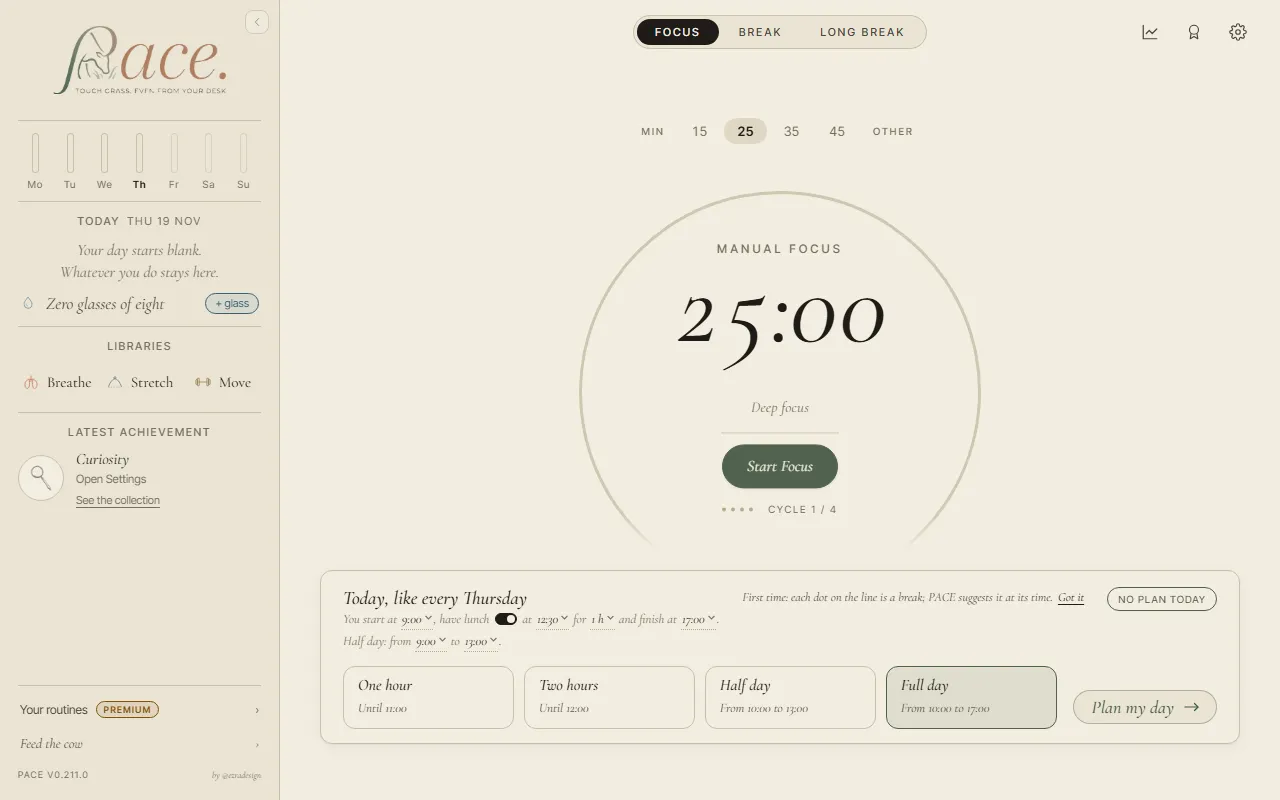 Pace.
TOUCH GRASS. EVEN FROM YOUR DESK
Mo Tu We Th Fr Sa Su
TODAY THU 19 NOV
Your day starts blank.
Whatever you do stays here.
Zero glasses of eight
+ glass
LIBRARIES
Breathe Stretch Move
LATEST ACHIEVEMENT
Curiosity
Open Settings
See the collection
Your routines PREMIUM ›
Feed the cow ›
PACE V0.211.0
by @ezradesign
FOCUS BREAK LONG BREAK
MIN 15 25 35 45 OTHER
MANUAL FOCUS
25:00
Deep focus
Start Focus
CYCLE 1 / 4
Today, like every Thursday
First time: each dot on the line is a break; PACE suggests it at its time. Got it
NO PLAN TODAY
You start at 9:00, have lunch at 12:30 for 1 h and finish at 17:00.
Half day: from 9:00 to 13:00.
One hour
Until 11:00
Two hours
Until 12:00
Half day
From 10:00 to 13:00
Full day
From 10:00 to 17:00
Plan my day →